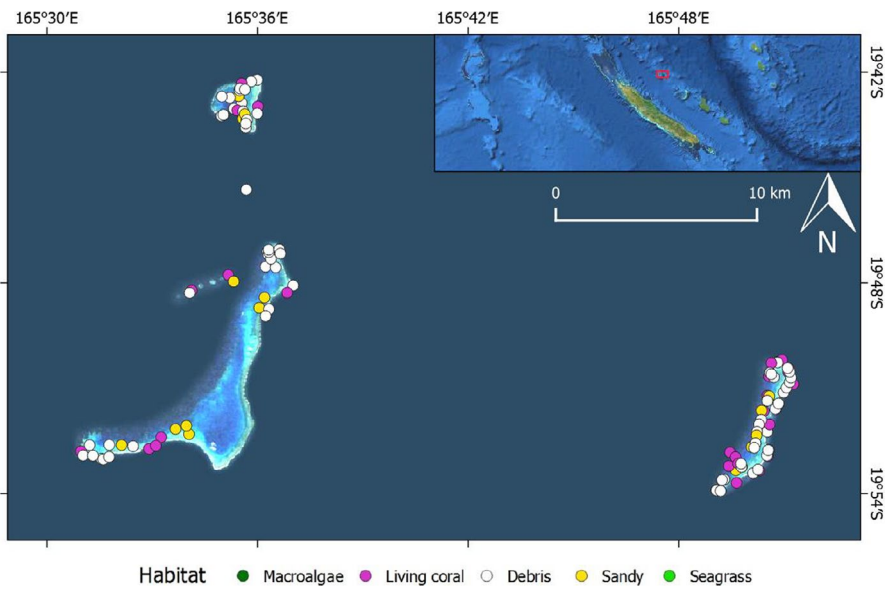 165°30'E 165°36'E 165°42'E 165°48'E
19°42'S
0 10 km
N
19°48'S
19°54'S
Habitat Macroalgae Living coral Debris Sandy Seagrass